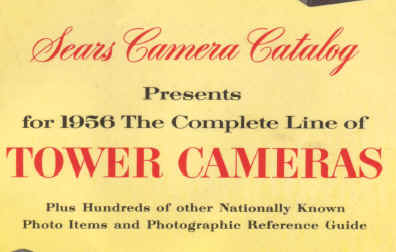 Sears Camera Catalog
Presents
for 1956 The Complete Line of
TOWER CAMERAS
Plus Hundreds of other Nationally Known
Photo Items and Photographic Reference Guide